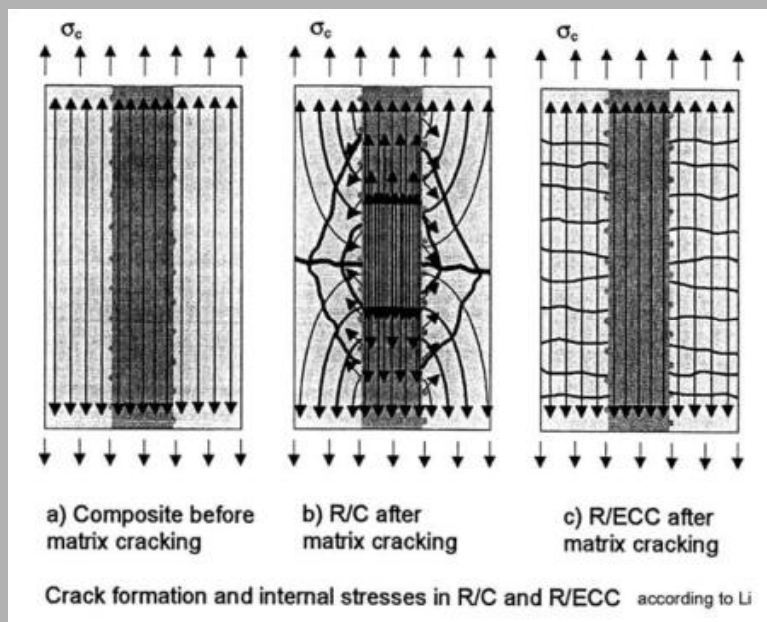 σc
σc
σc
a) Composite before
matrix cracking
b) R/C after
matrix cracking
c) R/ECC after
matrix cracking
Crack formation and internal stresses in R/C and R/ECC according to Li